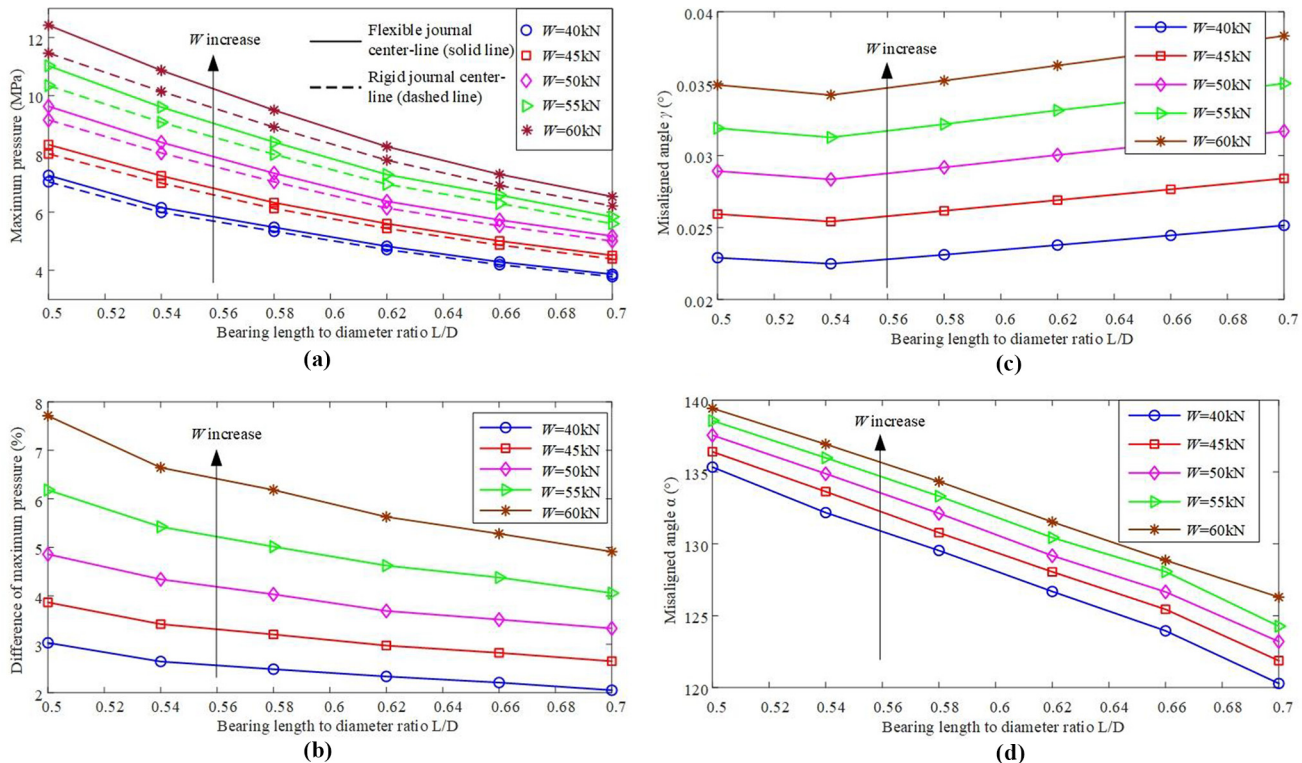 12
10
8
6
4
Maximum pressure (MPa)
W increase
Flexible journal
center-line (solid line)
Rigid journal center-
line (dashed line)
W=40kN
W=45kN
W=50kN
W=55kN
W=60kN
0.5 0.52 0.54 0.56 0.58 0.6 0.62 0.64 0.66 0.68 0.7
Bearing length to diameter ratio L/D
(a)
0.04
0.035
0.03
0.025
0.02
Misaligned angle γ (°)
W increase
W=40kN
W=45kN
W=50kN
W=55kN
W=60kN
0.5 0.52 0.54 0.56 0.58 0.6 0.62 0.64 0.66 0.68 0.7
Bearing length to diameter ratio L/D
(c)
8
7
6
5
4
3
2
Difference of maximum pressure (%)
W increase
W=40kN
W=45kN
W=50kN
W=55kN
W=60kN
0.5 0.52 0.54 0.56 0.58 0.6 0.62 0.64 0.66 0.68 0.7
Bearing length to diameter ratio L/D
(b)
140
135
130
125
120
Misaligned angle α (°)
W increase
W=40kN
W=45kN
W=50kN
W=55kN
W=60kN
0.5 0.52 0.54 0.56 0.58 0.6 0.62 0.64 0.66 0.68 0.7
Bearing length to diameter ratio L/D
(d)